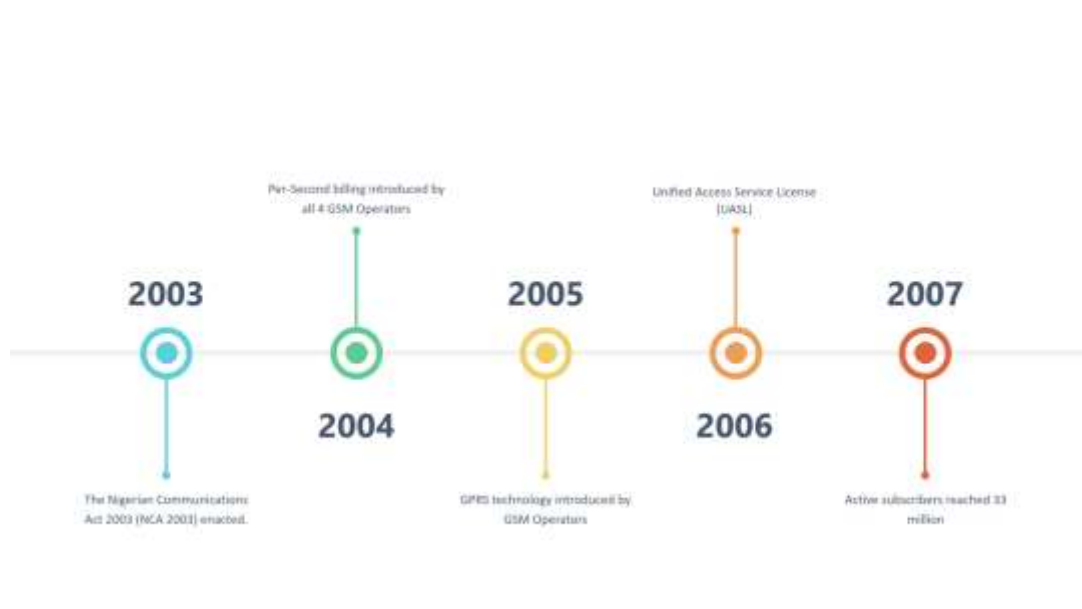 Per-Second billing introduced by
all 4 GSM Operators
Unified Access Service License
(UASL)
2003
2005
2007
2004
2006
The Nigerian Communications
Act 2003 (NCA 2003) enacted.
GPRS technology introduced by
GSM Operators
Active subscribers reached 33
million